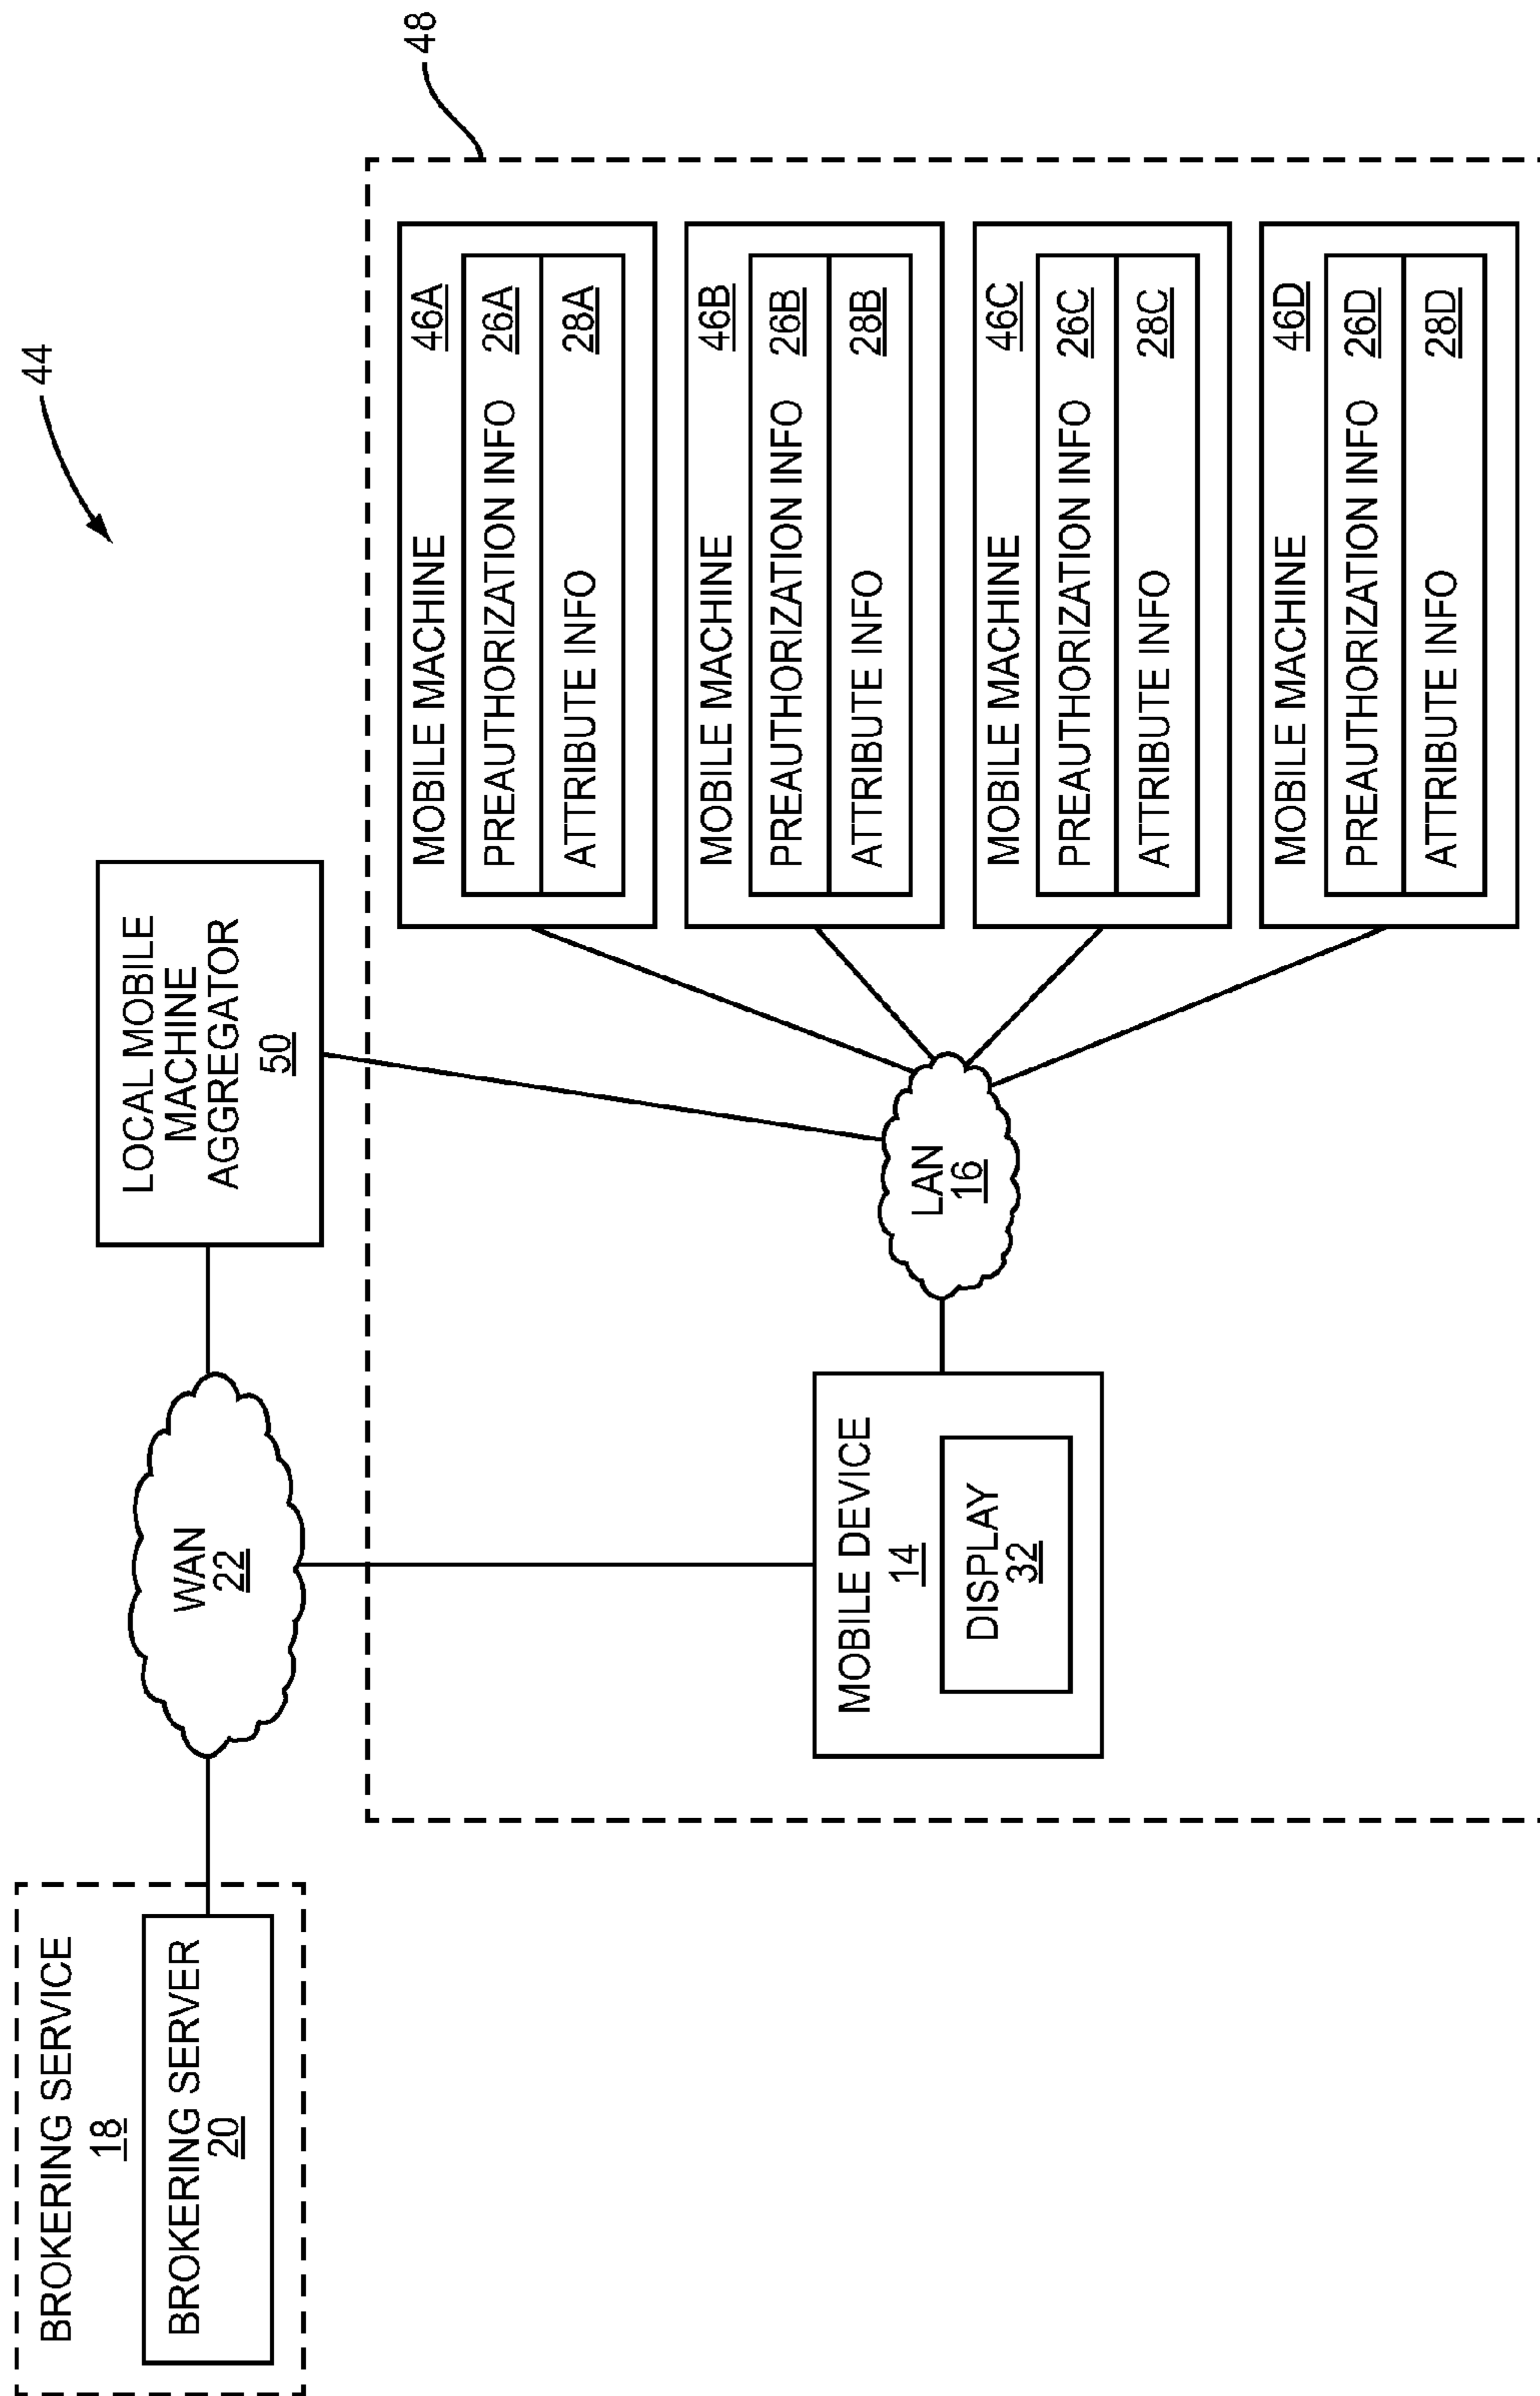 44
48
BROKERING SERVICE
18
BROKERING SERVER
20
WAN
22
LOCAL MOBILE
MACHINE
AGGREGATOR
50
MOBILE DEVICE
14
DISPLAY
32
LAN
16
MOBILE MACHINE 46A
PREAUTHORIZATION INFO 26A
ATTRIBUTE INFO 28A
MOBILE MACHINE 46B
PREAUTHORIZATION INFO 26B
ATTRIBUTE INFO 28B
MOBILE MACHINE 46C
PREAUTHORIZATION INFO 26C
ATTRIBUTE INFO 28C
MOBILE MACHINE 46D
PREAUTHORIZATION INFO 26D
ATTRIBUTE INFO 28D